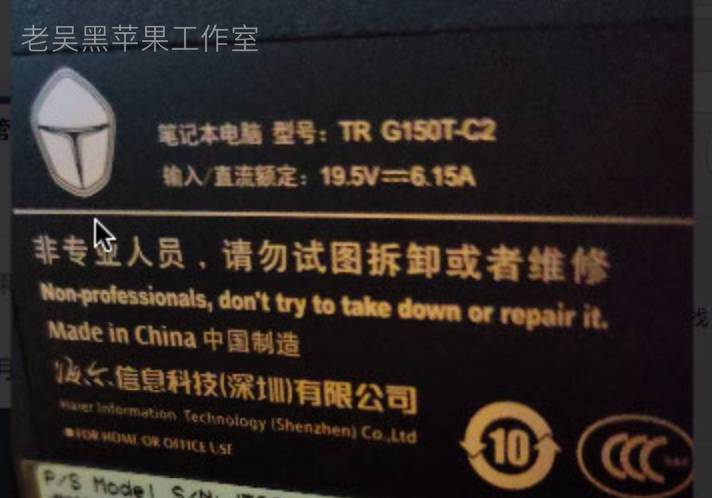 老吴黑苹果工作室
笔记本电脑 型号：TR G150T-C2
输入/直流额定：19.5V⎓6.15A
非专业人员，请勿试图拆卸或者维修
Non-professionals, don't try to take down or repair it.
Made in China 中国制造
海尔信息科技(深圳)有限公司
Haier Information Technology (Shenzhen) Co.,Ltd
■FOR HOME OR OFFICE USE
10
CCC
P/S Model S/N: